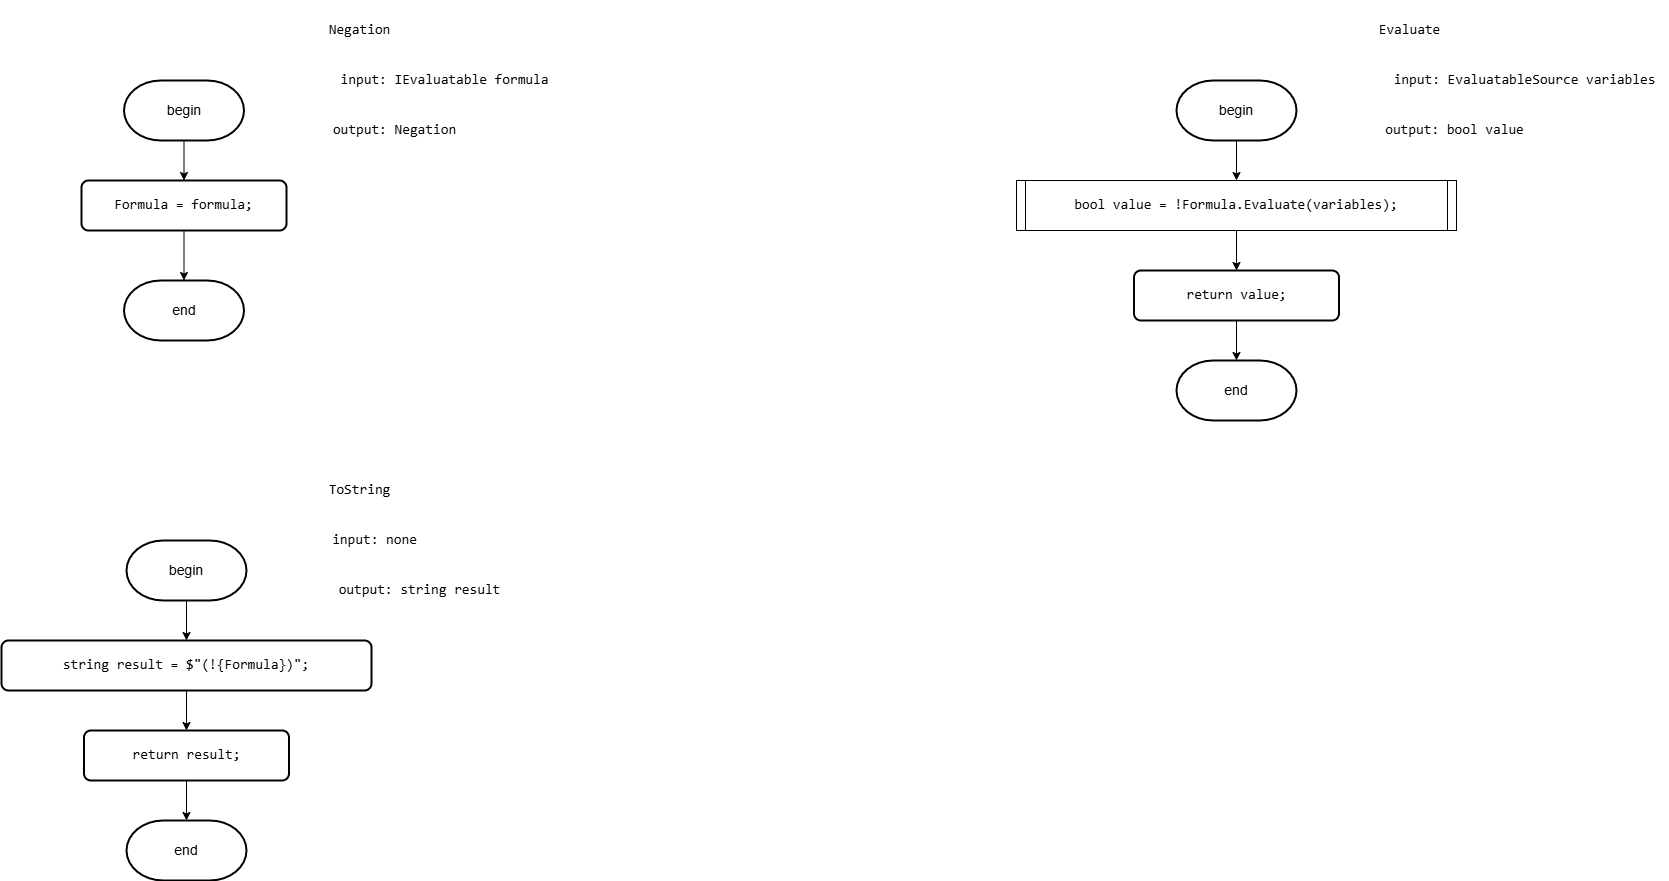 Negation
input: IEvaluatable formula
output: Negation
begin
Formula = formula;
end
Evaluate
input: EvaluatableSource variables
output: bool value
begin
bool value = !Formula.Evaluate(variables);
return value;
end
ToString
input: none
output: string result
begin
string result = $"(!{Formula})";
return result;
end